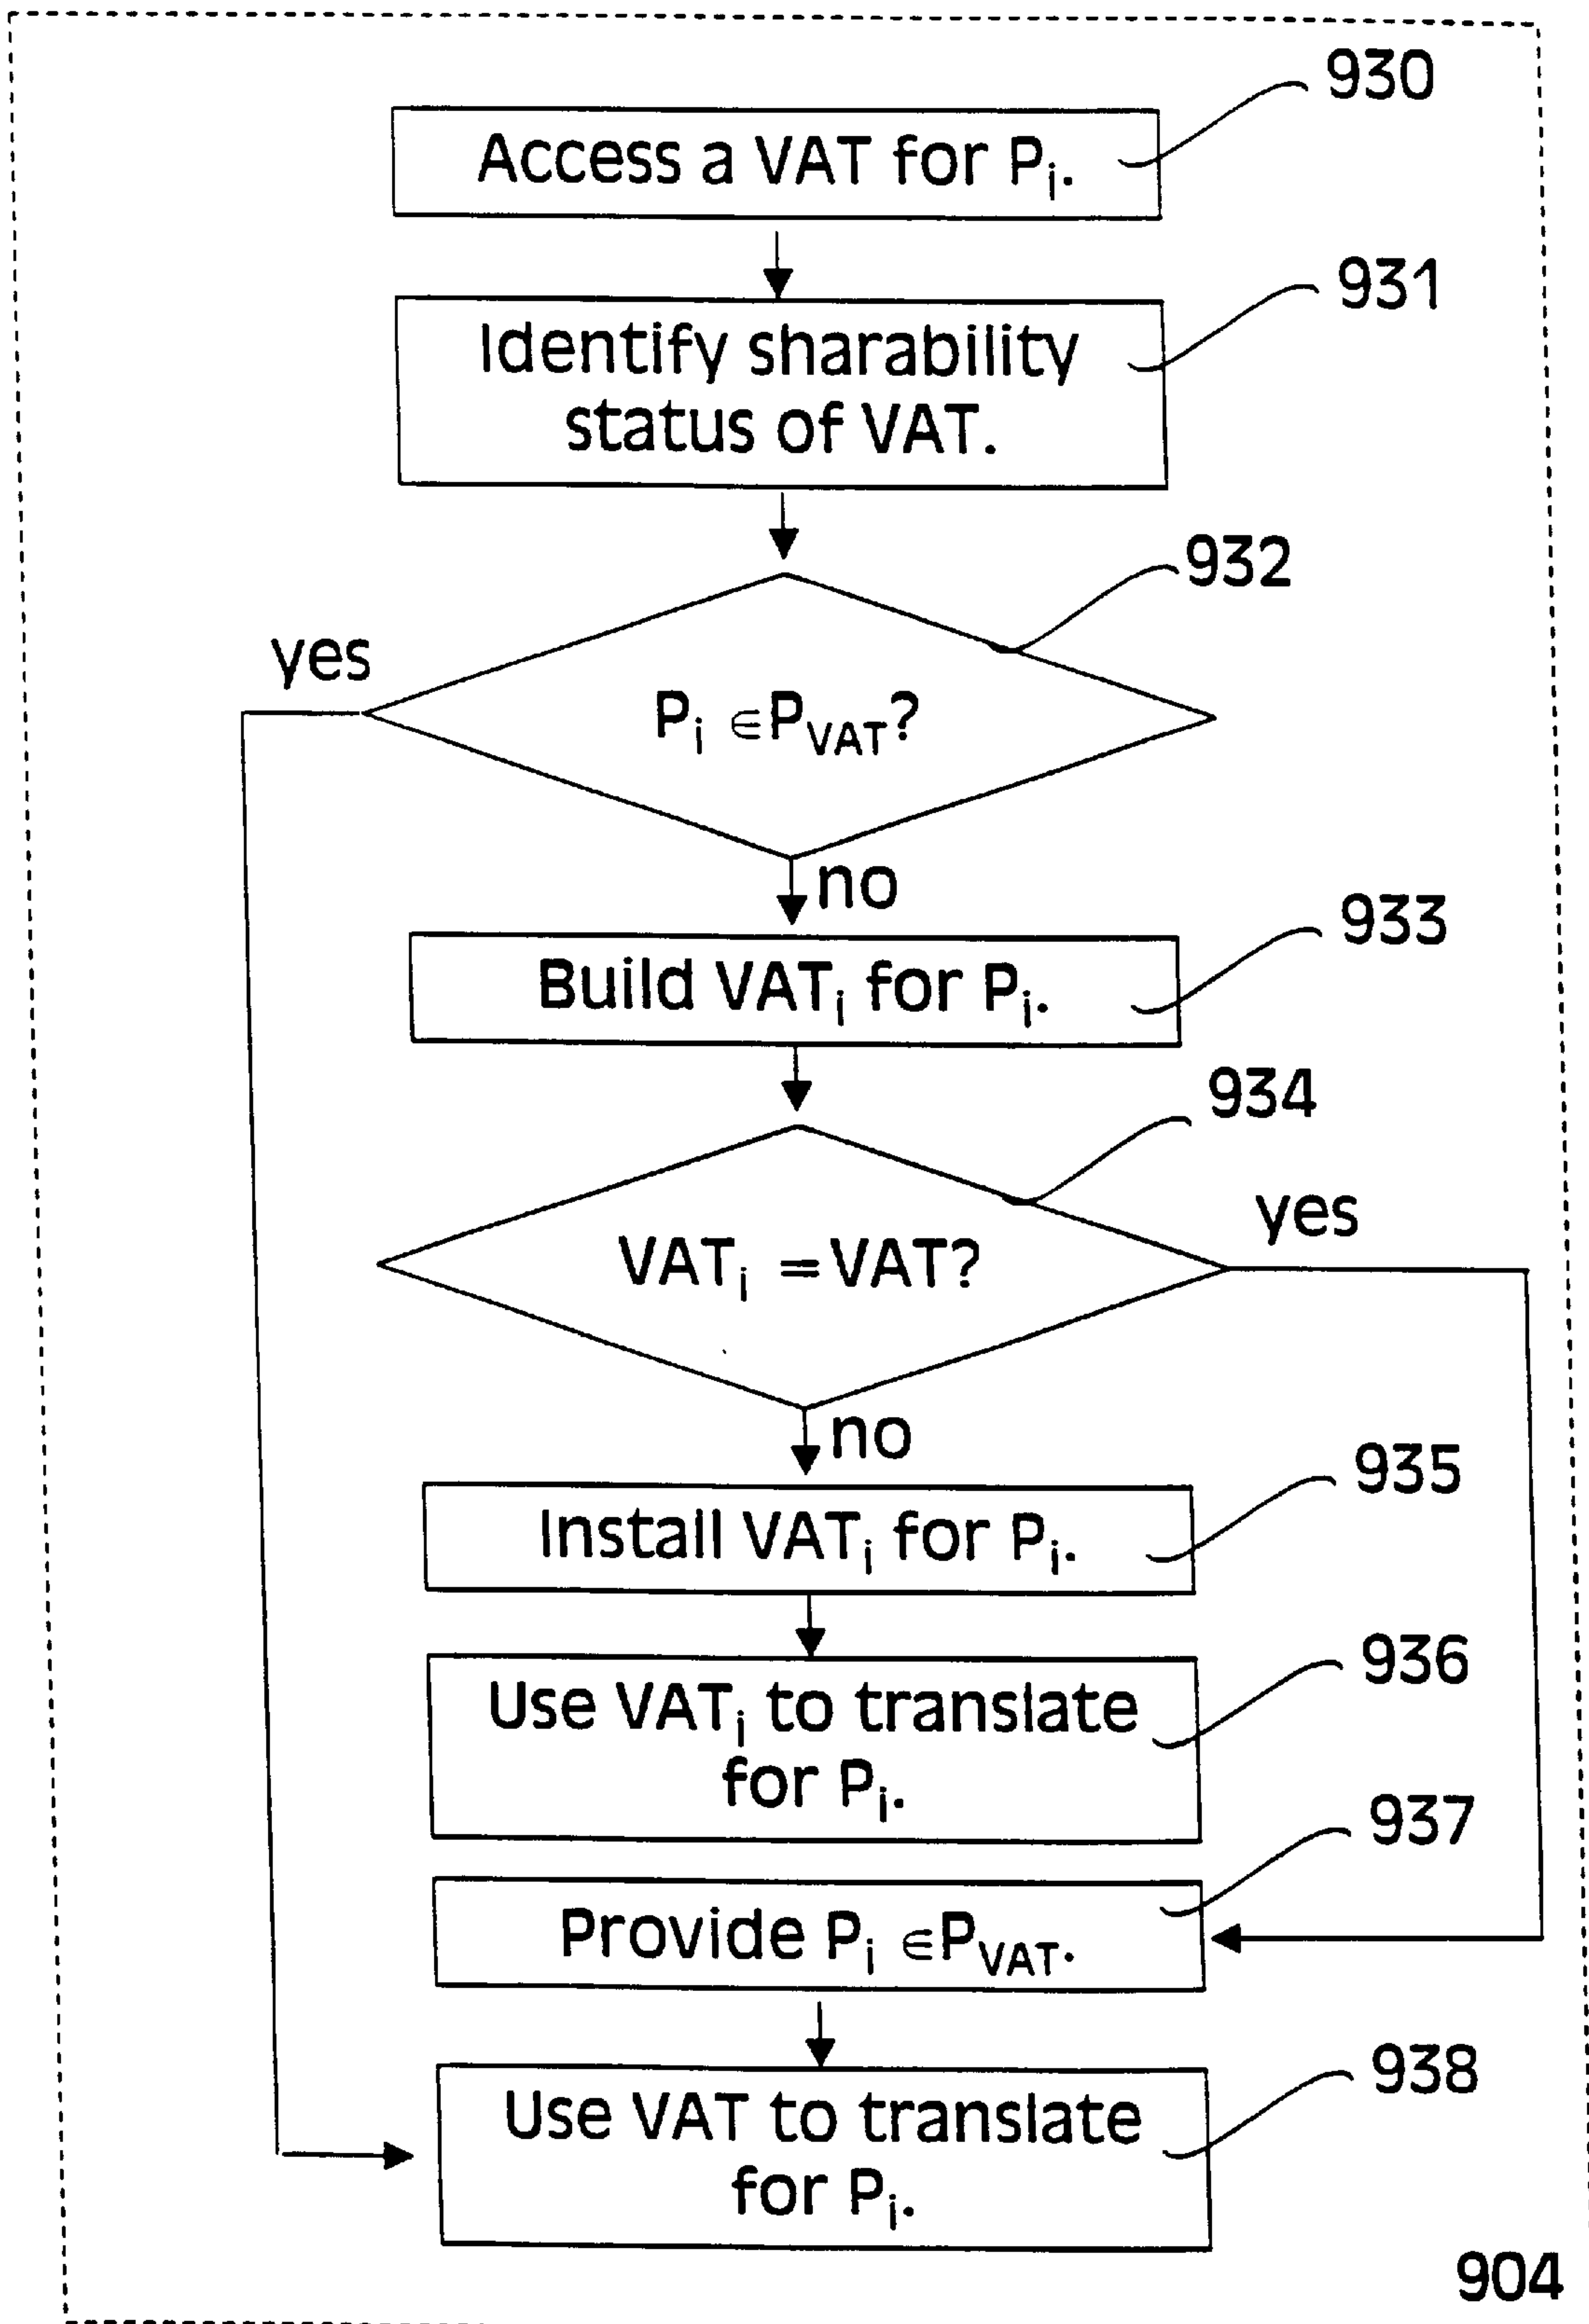 930
Access a VAT for Pi.
931
Identify sharability
status of VAT.
932
yes
Pi ∈PVAT?
no
933
Build VATi for Pi.
934
yes
VATi =VAT?
no
935
Install VATi for Pi.
936
Use VATi to translate
for Pi.
937
Provide Pi ∈PVAT.
938
Use VAT to translate
for Pi.
904